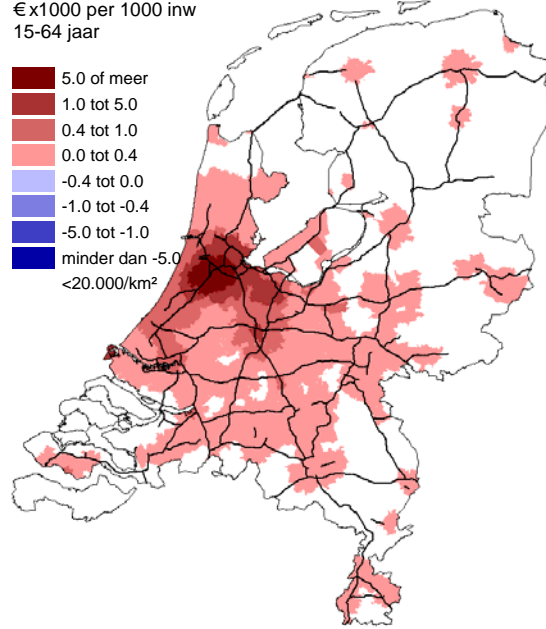 € x1000 per 1000 inw
15-64 jaar
5.0 of meer
1.0 tot 5.0
0.4 tot 1.0
0.0 tot 0.4
-0.4 tot 0.0
-1.0 tot -0.4
-5.0 tot -1.0
minder dan -5.0
<20.000/km²